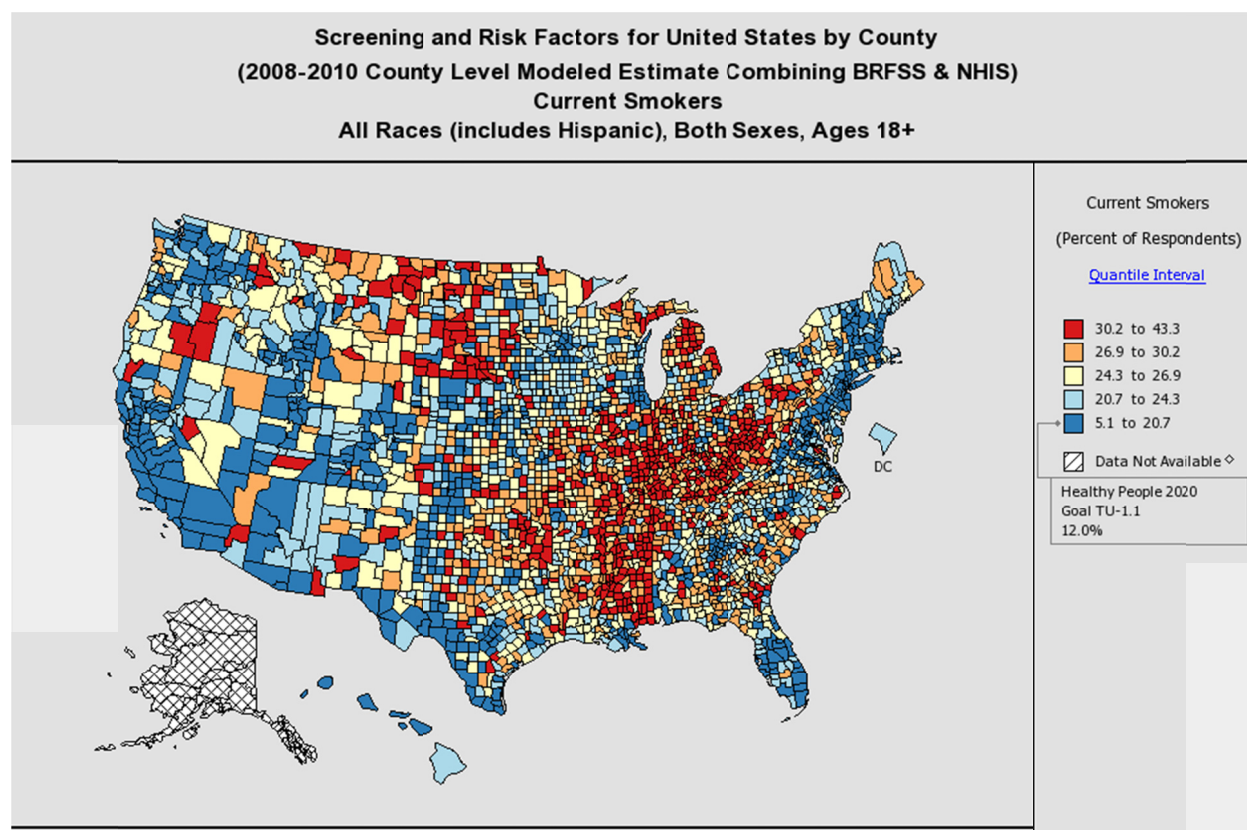 Screening and Risk Factors for United States by County
(2008-2010 County Level Modeled Estimate Combining BRFSS & NHIS)
Current Smokers
All Races (includes Hispanic), Both Sexes, Ages 18+
Current Smokers
(Percent of Respondents)
Quantile Interval
30.2 to 43.3
26.9 to 30.2
24.3 to 26.9
20.7 to 24.3
5.1 to 20.7
Data Not Available ◇
Healthy People 2020
Goal TU-1.1
12.0%
DC